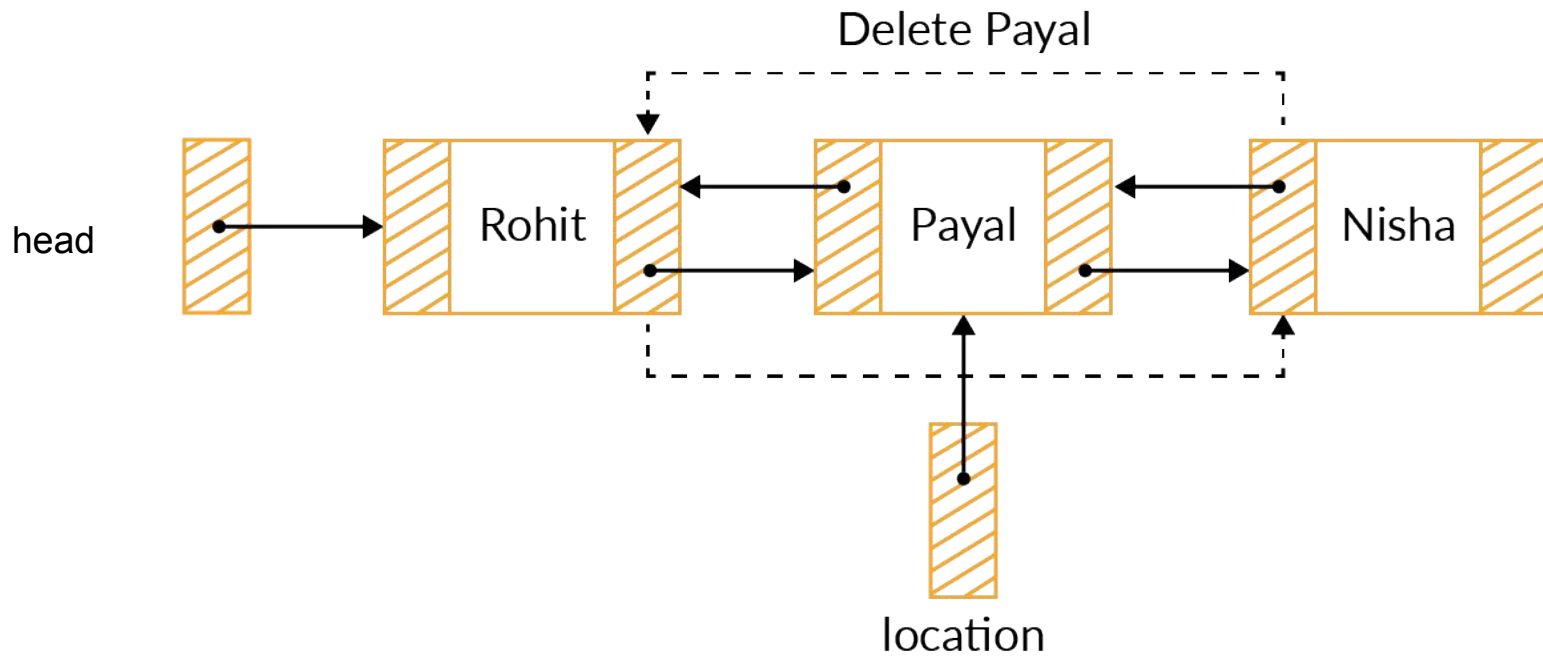 Delete Payal
head
Rohit
Payal
Nisha
location